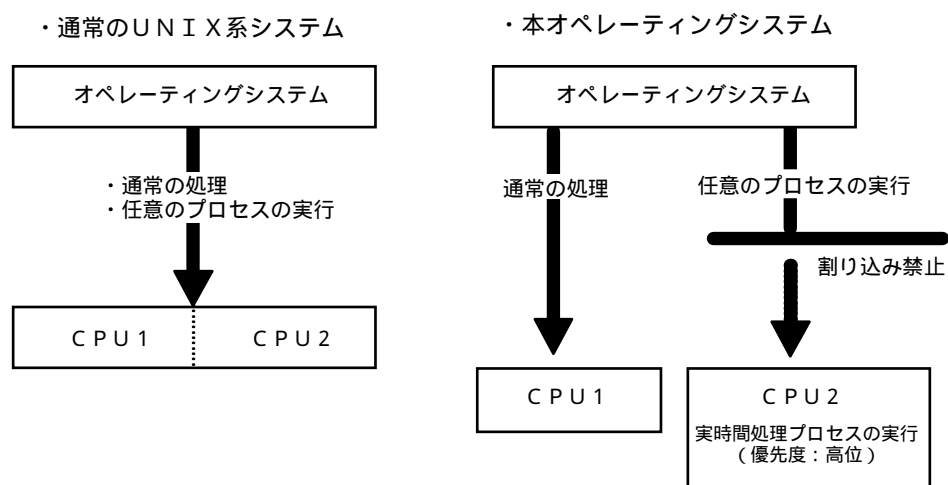 ・通常のＵＮＩＸ系システム
オペレーティングシステム
・通常の処理
・任意のプロセスの実行
ＣＰＵ１
ＣＰＵ２
・本オペレーティングシステム
オペレーティングシステム
通常の処理
任意のプロセスの実行
割り込み禁止
ＣＰＵ１
ＣＰＵ２
実時間処理プロセスの実行
（優先度：高位）